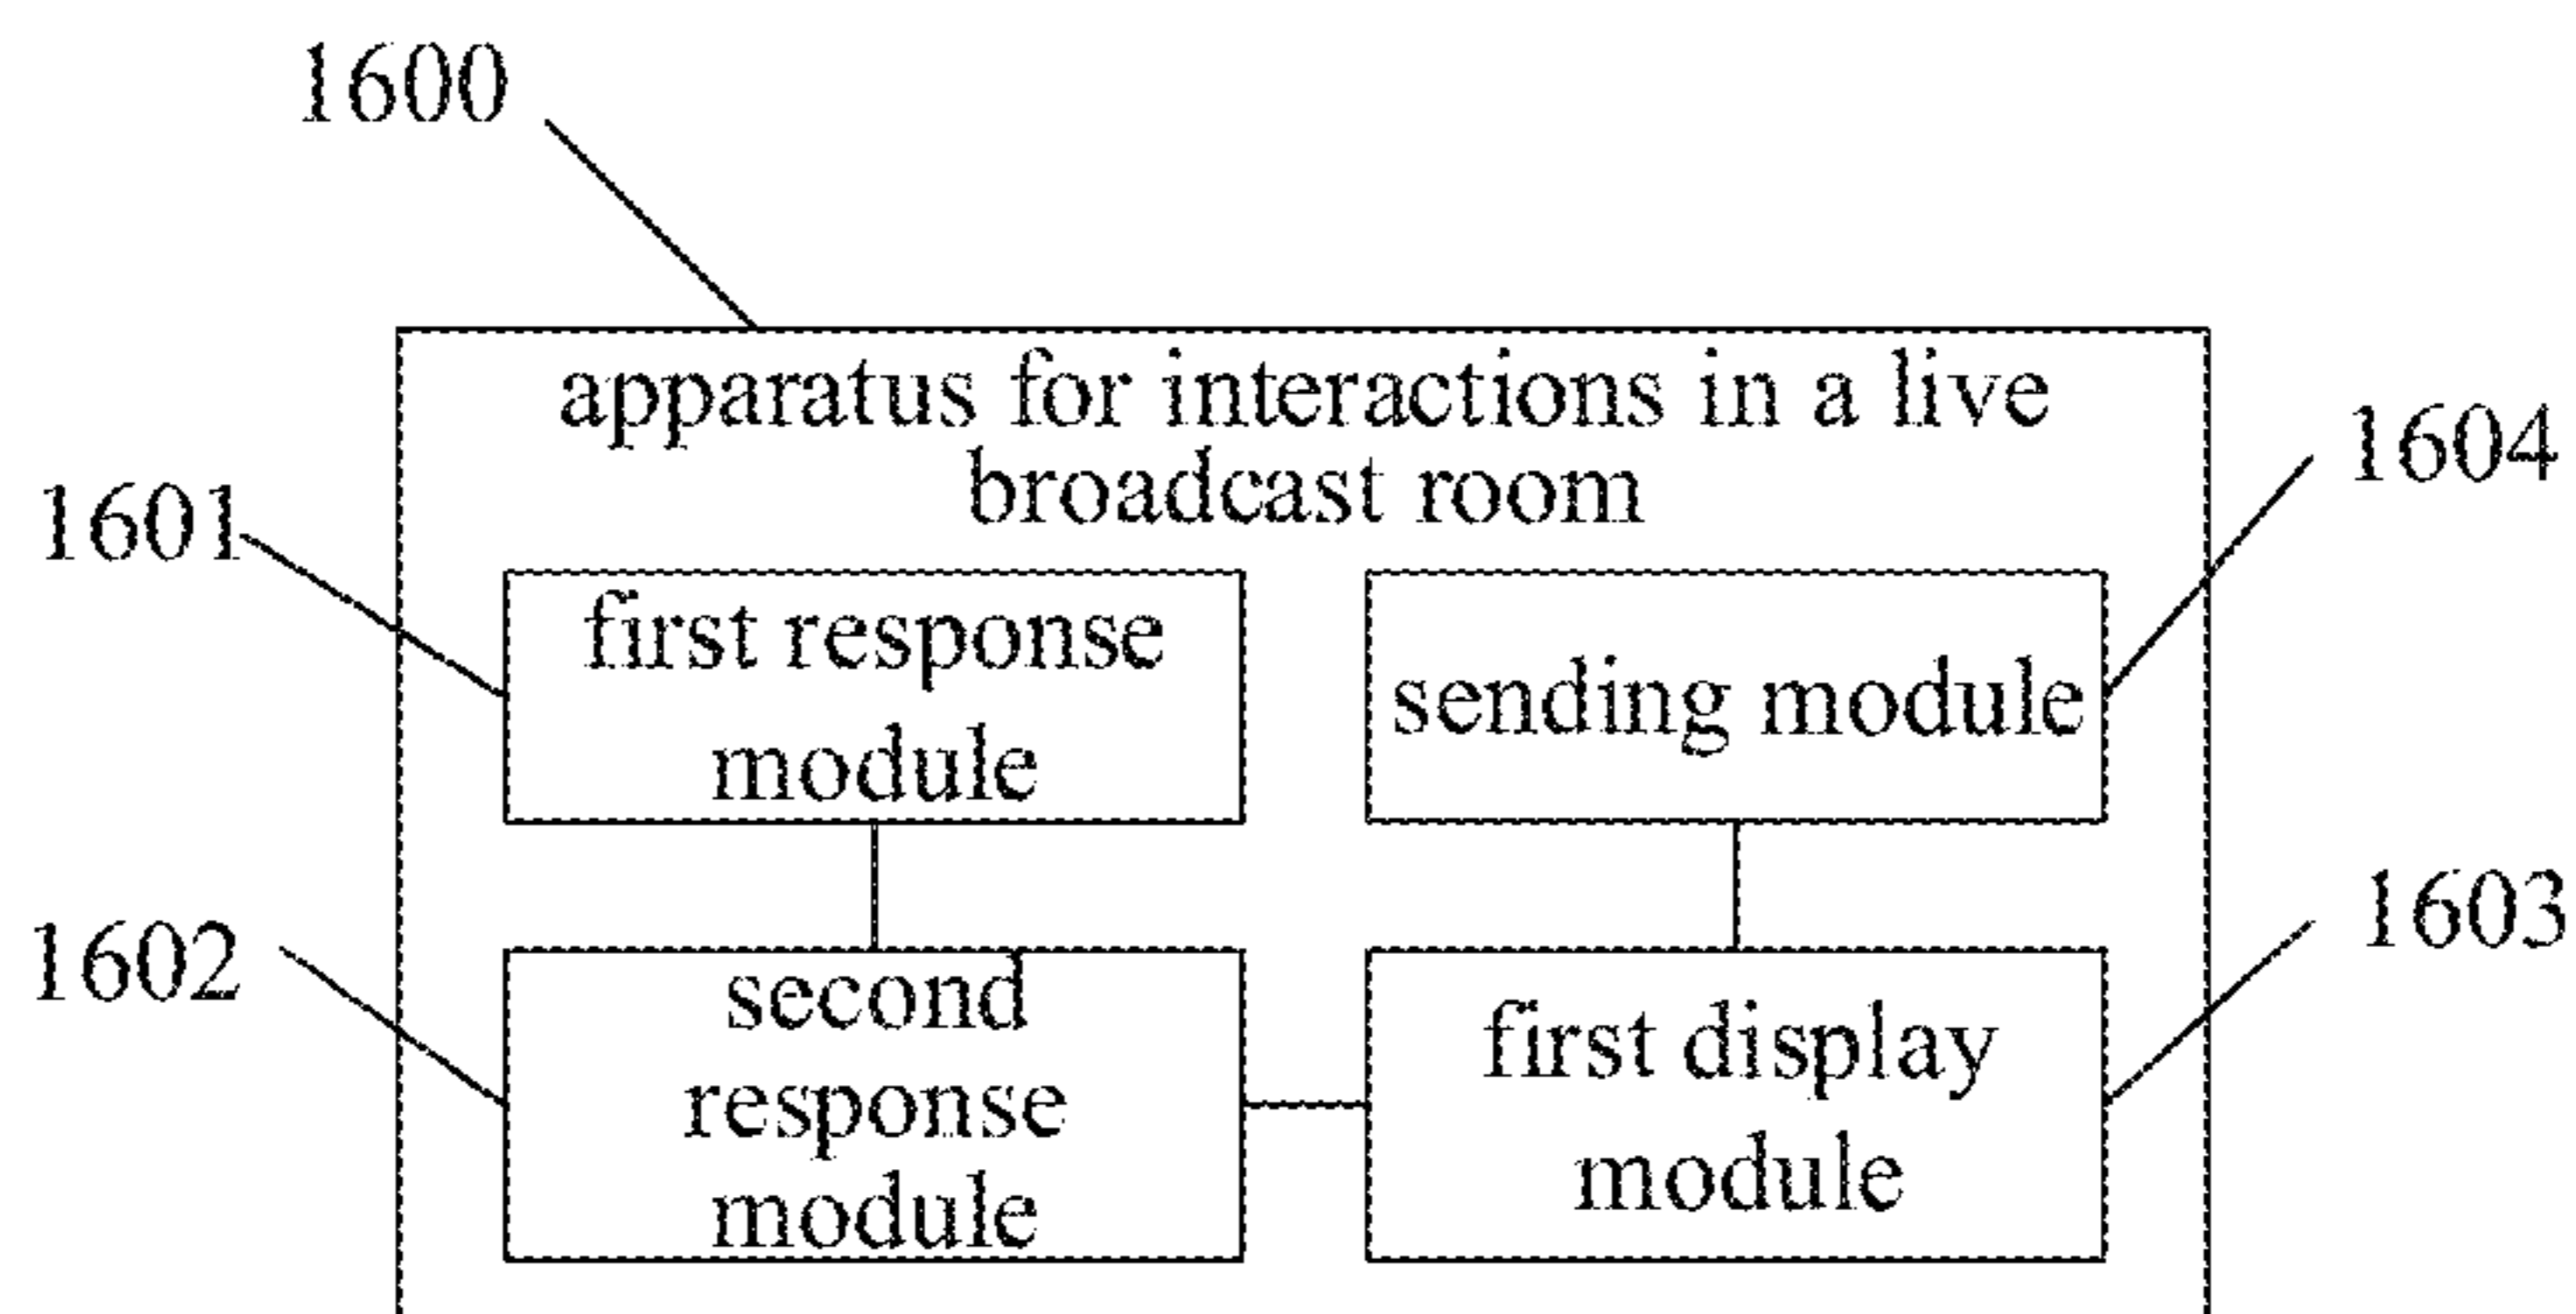 1600
apparatus for interactions in a live
broadcast room
1604
1601
first response
module
sending module
1603
1602
second
response
module
first display
module